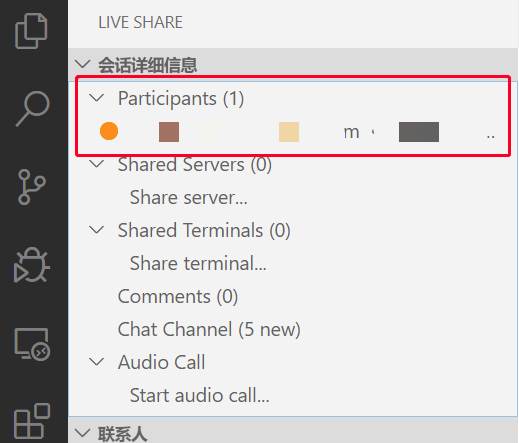 LIVE SHARE
会话详细信息
Participants (1)
m
Shared Servers (0)
Share server...
Shared Terminals (0)
Share terminal...
Comments (0)
Chat Channel (5 new)
Audio Call
Start audio call...
联系人